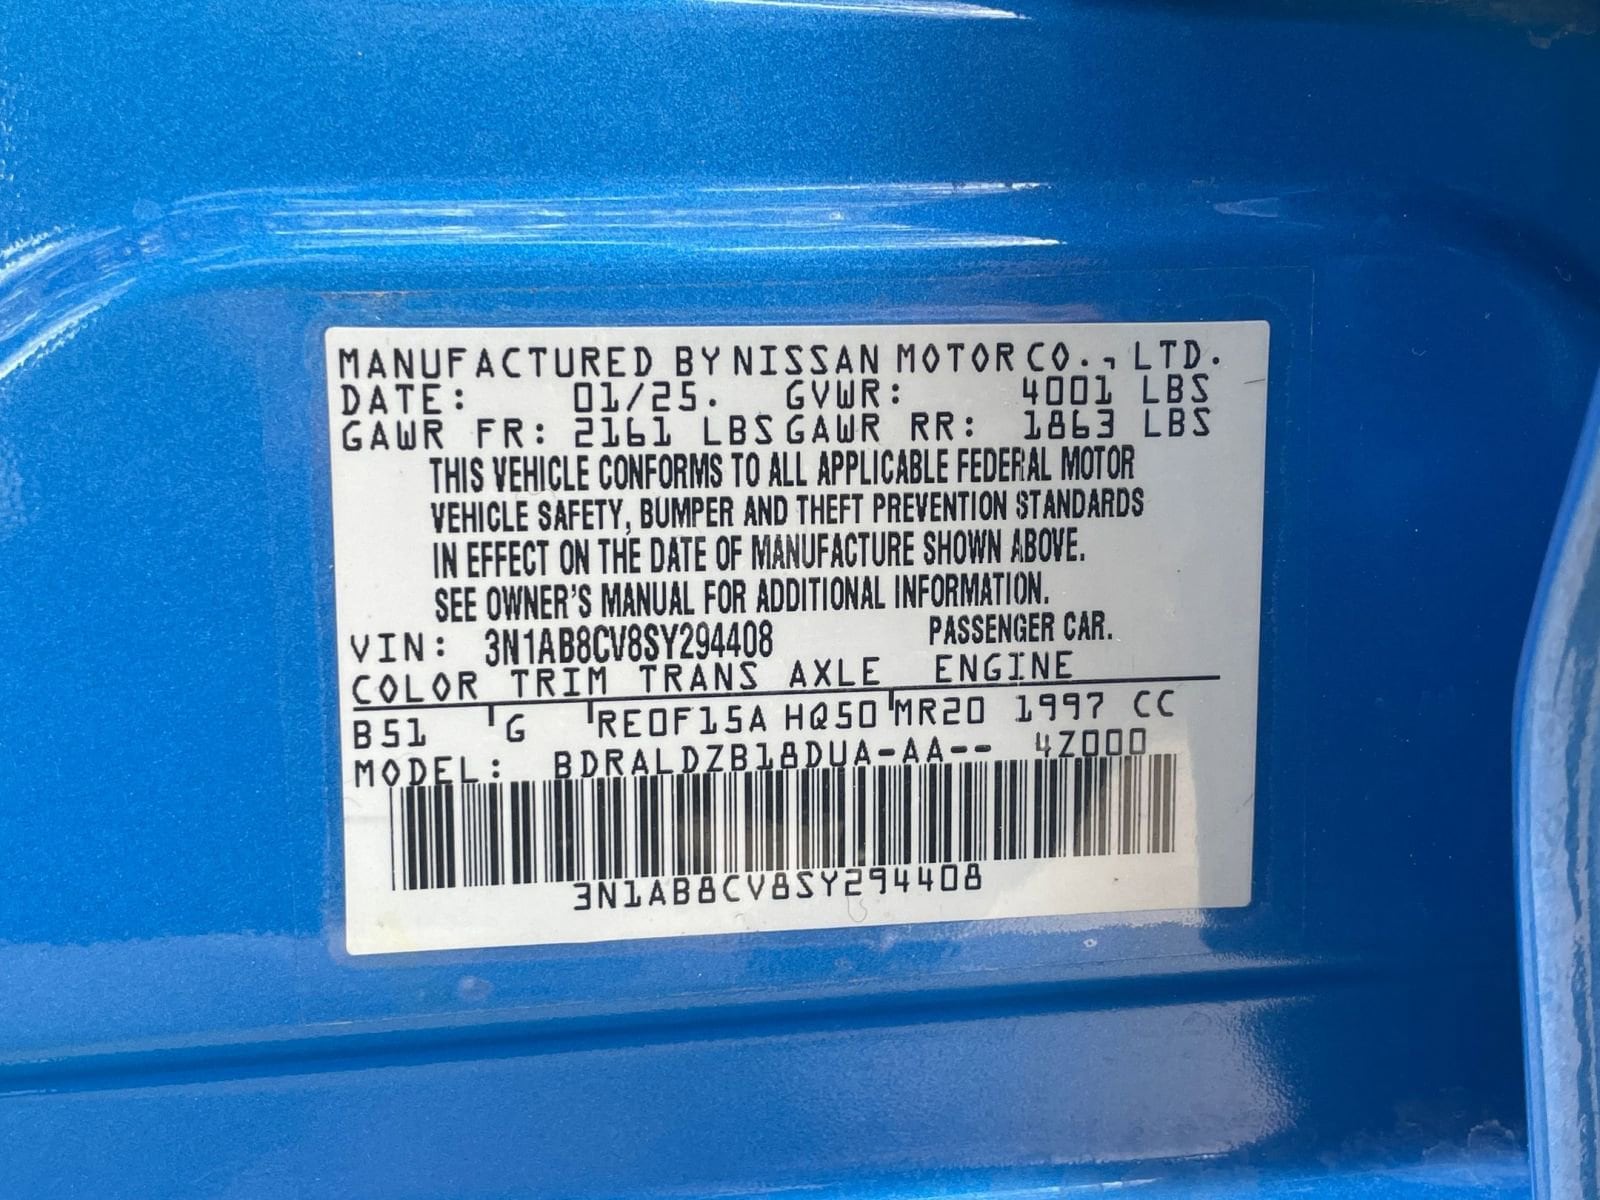 MANUFACTURED BY NISSAN MOTOR CO., LTD.
DATE: 01/25. GVWR: 4001 LBS
GAWR FR: 2161 LBS GAWR RR: 1863 LBS
THIS VEHICLE CONFORMS TO ALL APPLICABLE FEDERAL MOTOR
VEHICLE SAFETY, BUMPER AND THEFT PREVENTION STANDARDS
IN EFFECT ON THE DATE OF MANUFACTURE SHOWN ABOVE.
SEE OWNER'S MANUAL FOR ADDITIONAL INFORMATION.
VIN: 3N1AB8CV8SY294408 PASSENGER CAR.
COLOR TRIM TRANS AXLE ENGINE
B51 G RE0F15A HQ50 MR20 1997 CC
MODEL: BDRALDZB18DUA-AA-- 4Z000
3N1AB8CV8SY294408